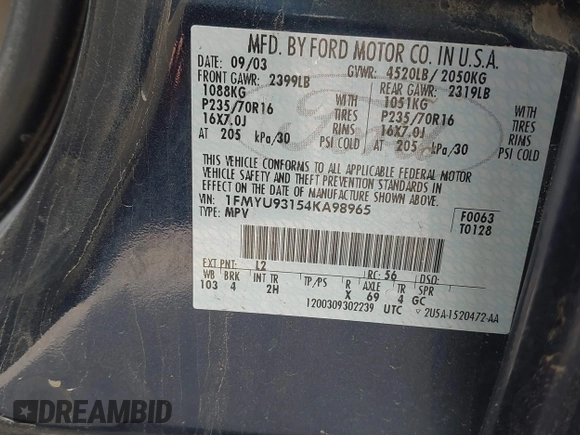 MFD. BY FORD MOTOR CO. IN U.S.A.
DATE: 09/03 GVWR: 4520LB / 2050KG
FRONT GAWR: 2399LB REAR GAWR: 2319LB
1088KG WITH 1051KG WITH
P235/70R16 TIRES P235/70R16 TIRES
16X7.0J RIMS 16X7.0J RIMS
AT 205 kPa/30 PSI COLD AT 205 kPa/30 PSI COLD
THIS VEHICLE CONFORMS TO ALL APPLICABLE FEDERAL MOTOR
VEHICLE SAFETY AND THEFT PREVENTION STANDARDS IN
EFFECT ON THE DATE OF MANUFACTURE SHOWN ABOVE.
VIN: 1FMYU93154KA98965
TYPE: MPV
F0063
T0128
EXT PNT: L2 RC: 56 DSO:
WB BRK INT TR TP/PS R AXLE TR SPR
103 4 2H X 69 4 GC
1200309302239 UTC 2U5A-1520472-AA
Ford
DREAMBID